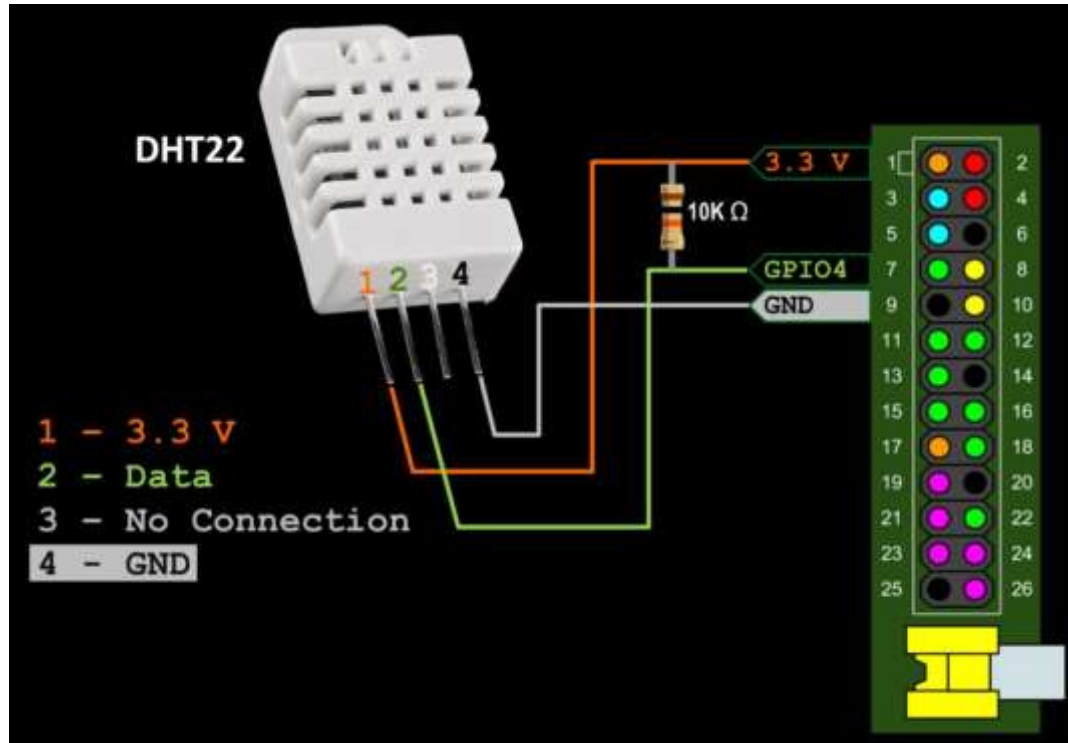 DHT22
1 2 3 4
10K Ω
3.3 V
GPIO4
GND
1 - 3.3 V
2 - Data
3 - No Connection
4 - GND
1 2
3 4
5 6
7 8
9 10
11 12
13 14
15 16
17 18
19 20
21 22
23 24
25 26